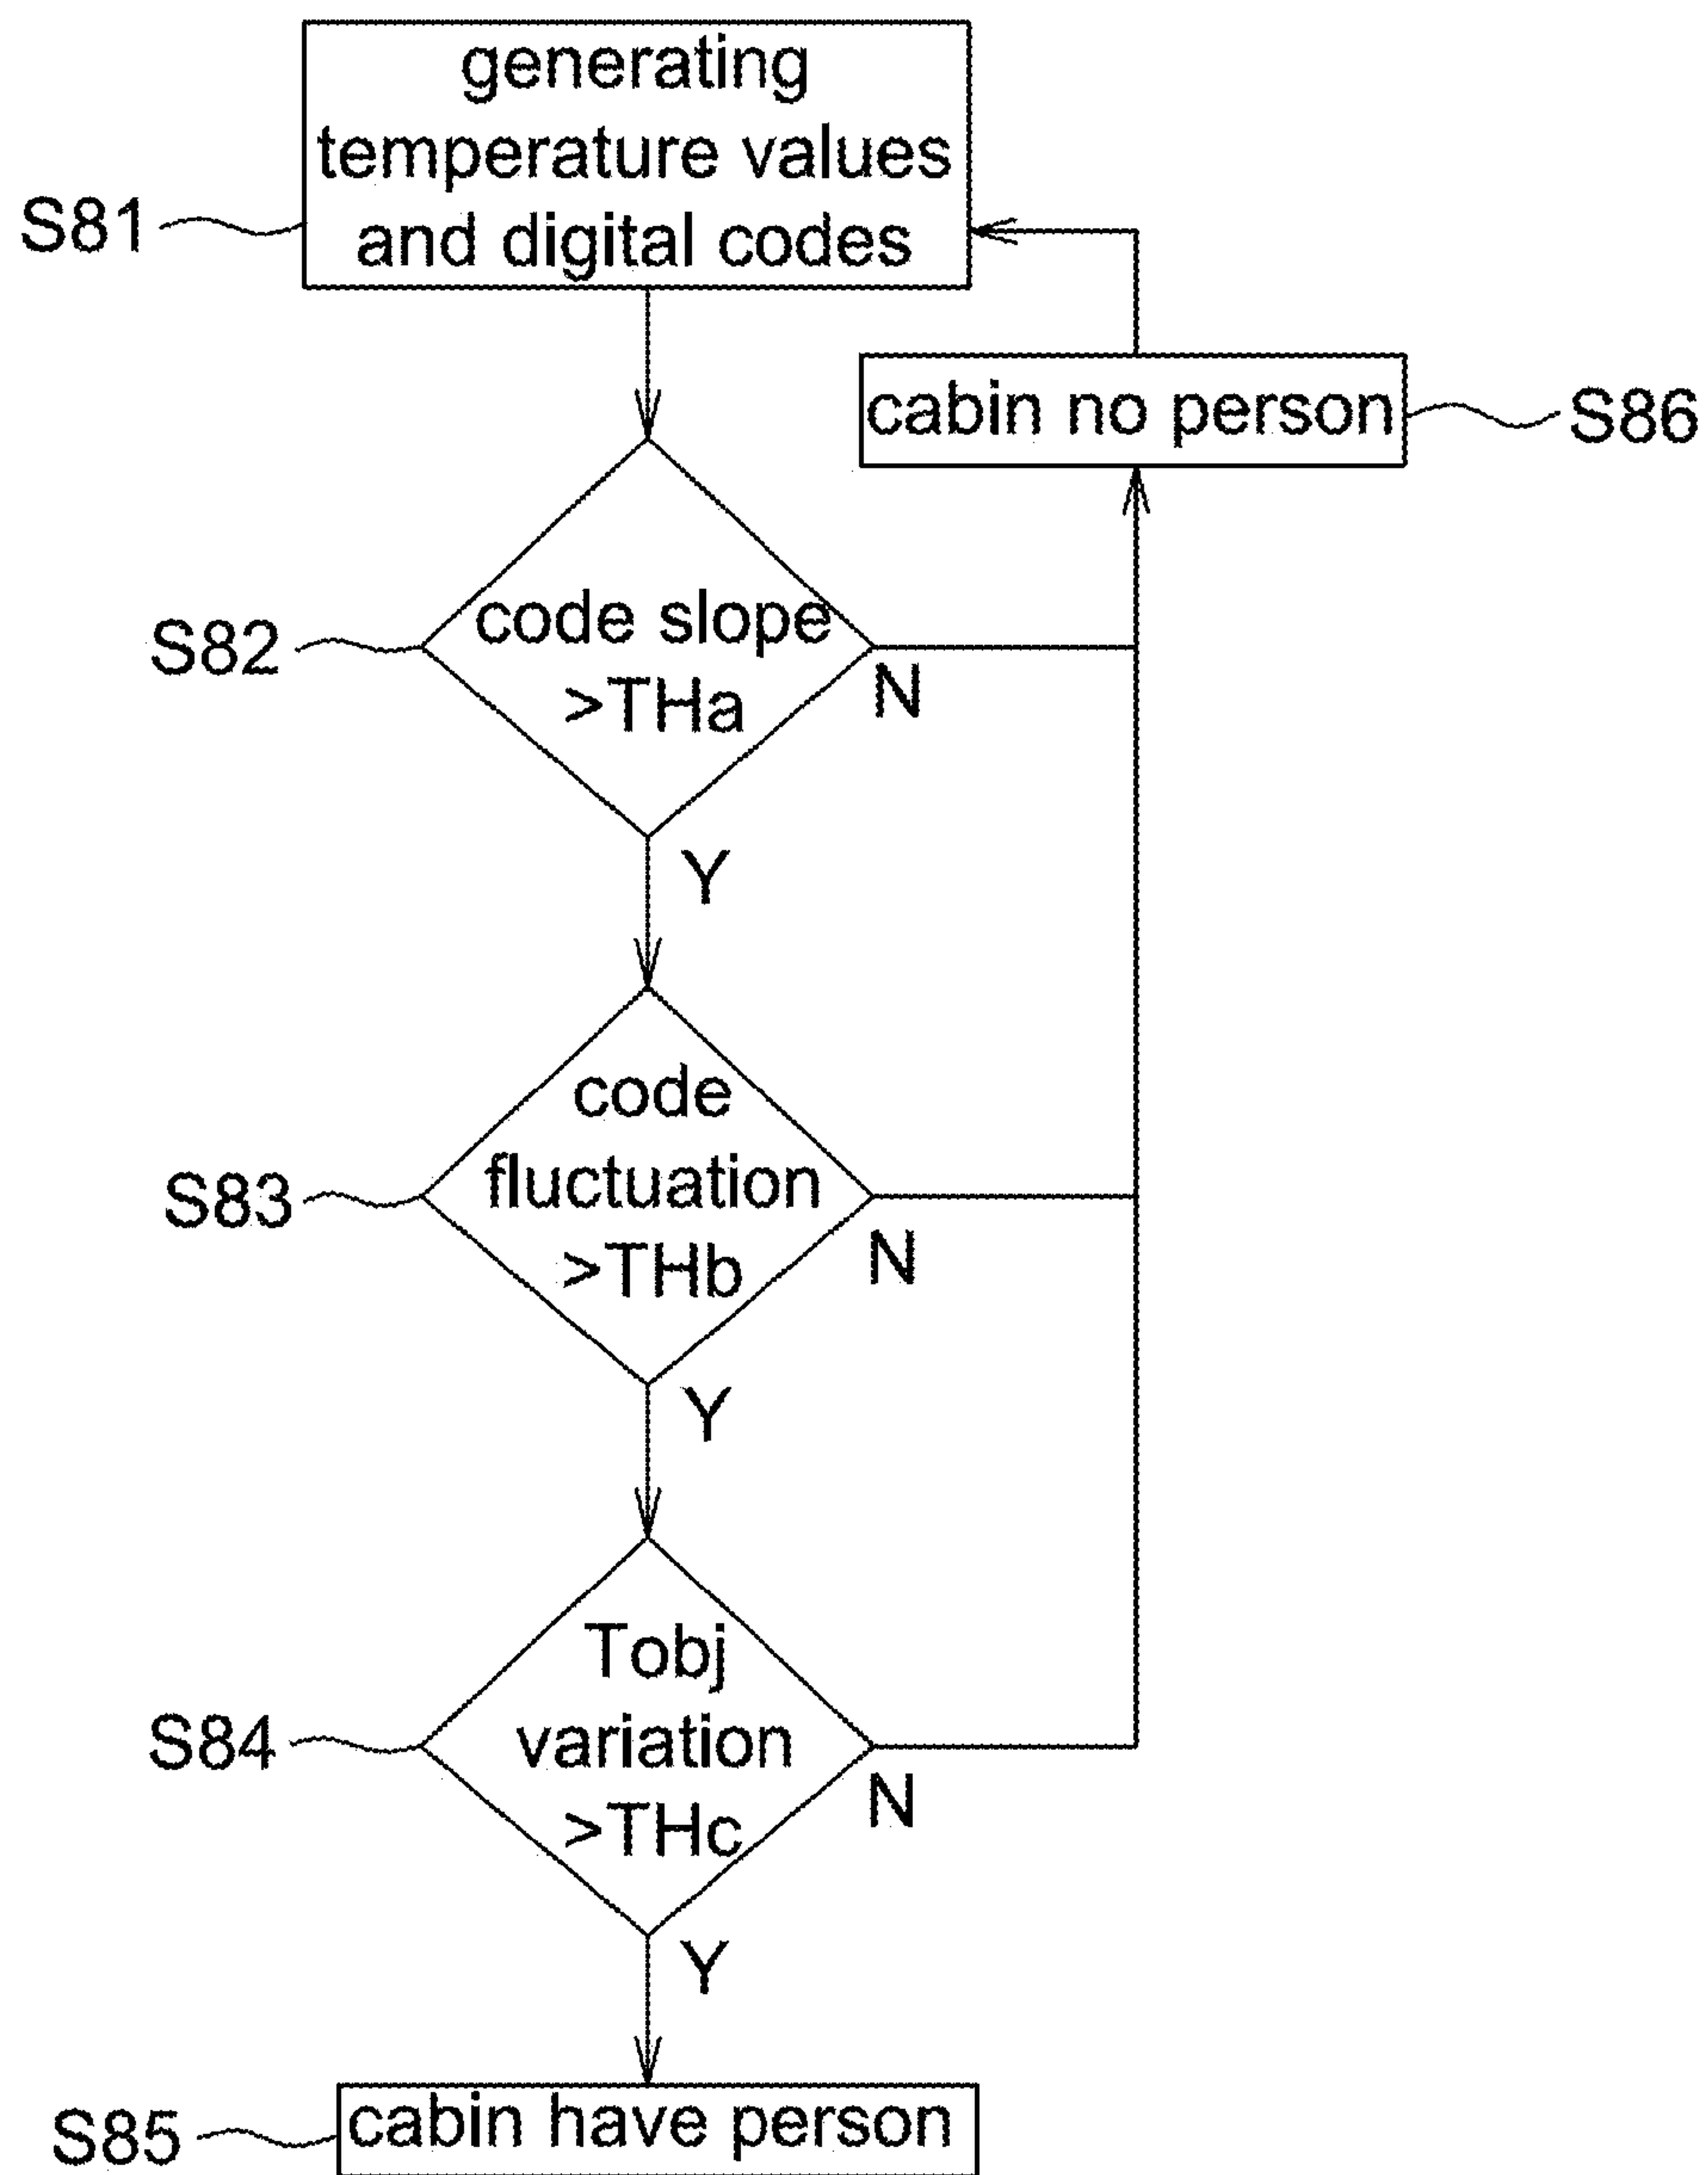 generating
temperature values
and digital codes
S81
cabin no person
S86
code slope
>THa
S82
N
Y
code
fluctuation
>THb
S83
N
Y
Tobj
variation
>THc
S84
N
Y
cabin have person
S85